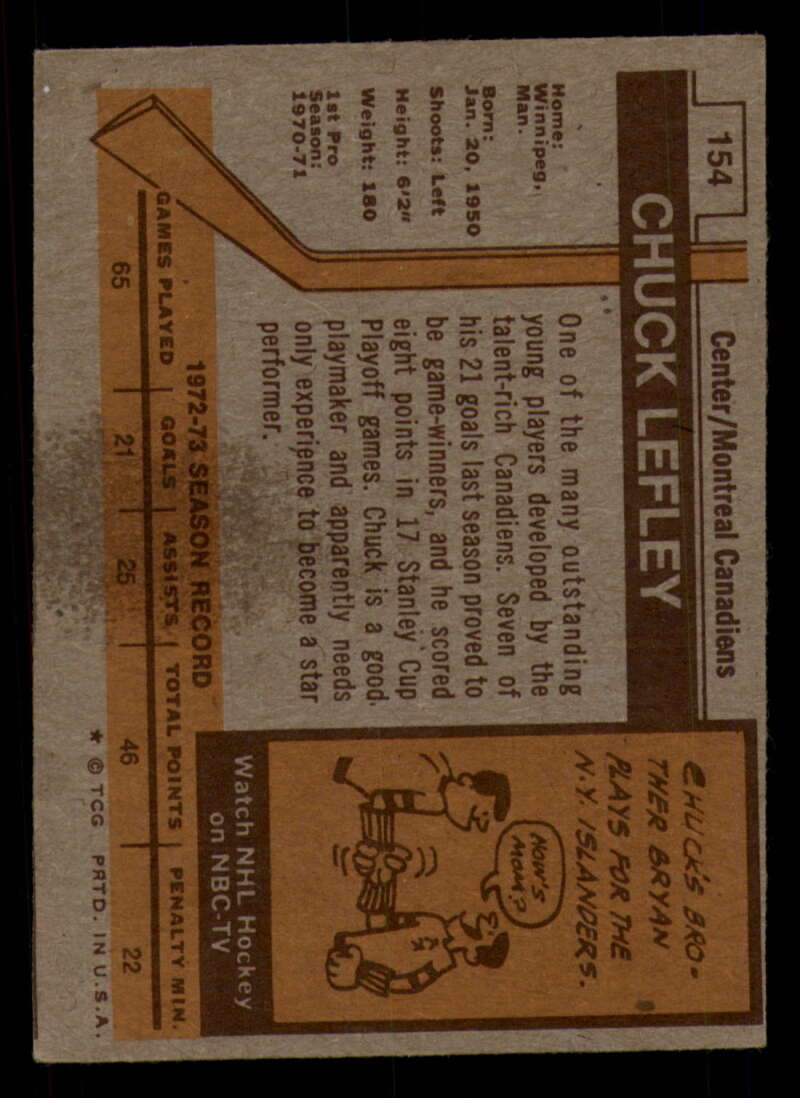 154
Center/Montreal Canadiens
CHUCK LEFLEY
Home:
Winnipeg,
Man.
Born:
Jan. 20, 1950
Shoots: Left
Height: 6'2"
Weight: 180
1st Pro
Season:
1970-71
One of the many outstanding
young players developed by the
talent-rich Canadiens. Seven of
his 21 goals last season proved to
be game-winners, and he scored
eight points in 17 Stanley Cup
Playoff games. Chuck is a good
playmaker and apparently needs
only experience to become a star
performer.
CHUCK'S BRO-
THER BRYAN
PLAYS FOR THE
N.Y. ISLANDERS.
HOW'S
MOM?
Watch NHL Hockey
on NBC-TV
1972-73 SEASON RECORD
GAMES PLAYED GOALS ASSISTS TOTAL POINTS PENALTY MIN.
65 21 25 46 22
* © TCG PRTD. IN U.S.A.